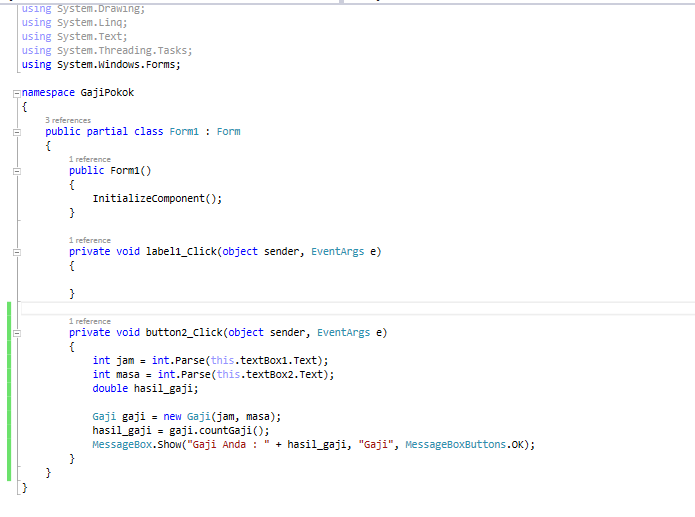 using System.Drawing;
using System.Linq;
using System.Text;
using System.Threading.Tasks;
using System.Windows.Forms;
namespace GajiPokok
{
3 references
public partial class Form1 : Form
{
1 reference
public Form1()
{
InitializeComponent();
}
1 reference
private void label1_Click(object sender, EventArgs e)
{
}
1 reference
private void button2_Click(object sender, EventArgs e)
{
int jam = int.Parse(this.textBox1.Text);
int masa = int.Parse(this.textBox2.Text);
double hasil_gaji;
Gaji gaji = new Gaji(jam, masa);
hasil_gaji = gaji.countGaji();
MessageBox.Show("Gaji Anda : " + hasil_gaji, "Gaji", MessageBoxButtons.OK);
}
}
}